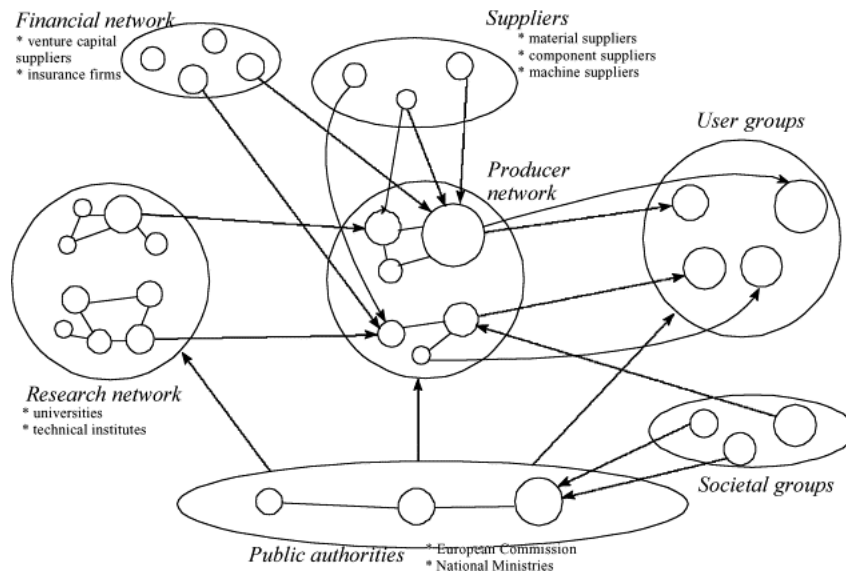 Financial network
* venture capital
suppliers
* insurance firms
Suppliers
* material suppliers
* component suppliers
* machine suppliers
User groups
Producer
network
Research network
* universities
* technical institutes
Societal groups
Public authorities
* European Commission
* National Ministries